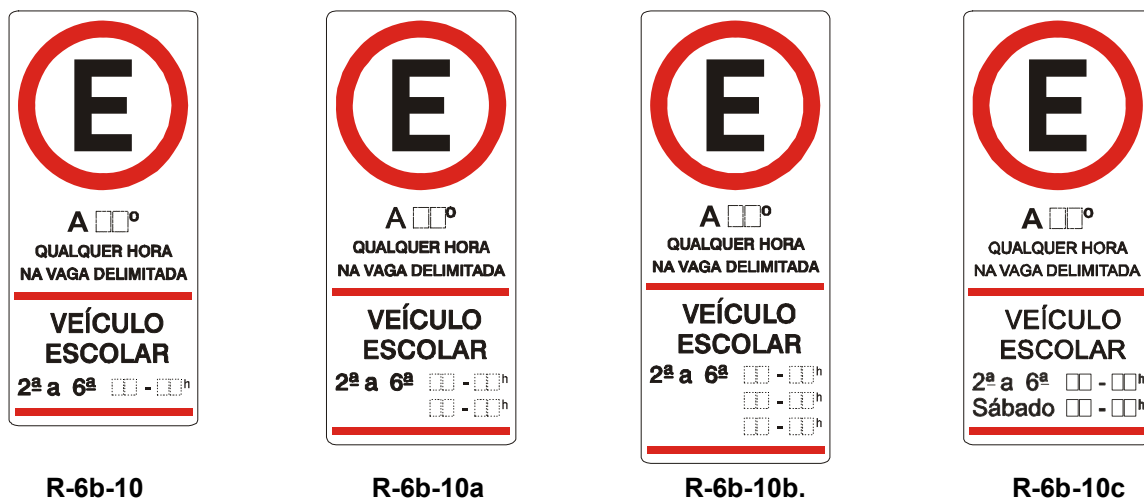 E
A º
QUALQUER HORA
NA VAGA DELIMITADA
VEÍCULO
ESCOLAR
2ª a 6ª - h
R-6b-10
E
A º
QUALQUER HORA
NA VAGA DELIMITADA
VEÍCULO
ESCOLAR
2ª a 6ª - h
- h
R-6b-10a
E
A º
QUALQUER HORA
NA VAGA DELIMITADA
VEÍCULO
ESCOLAR
2ª a 6ª - h
- h
- h
R-6b-10b.
E
A º
QUALQUER HORA
NA VAGA DELIMITADA
VEÍCULO
ESCOLAR
2ª a 6ª - h
Sábado - h
R-6b-10c